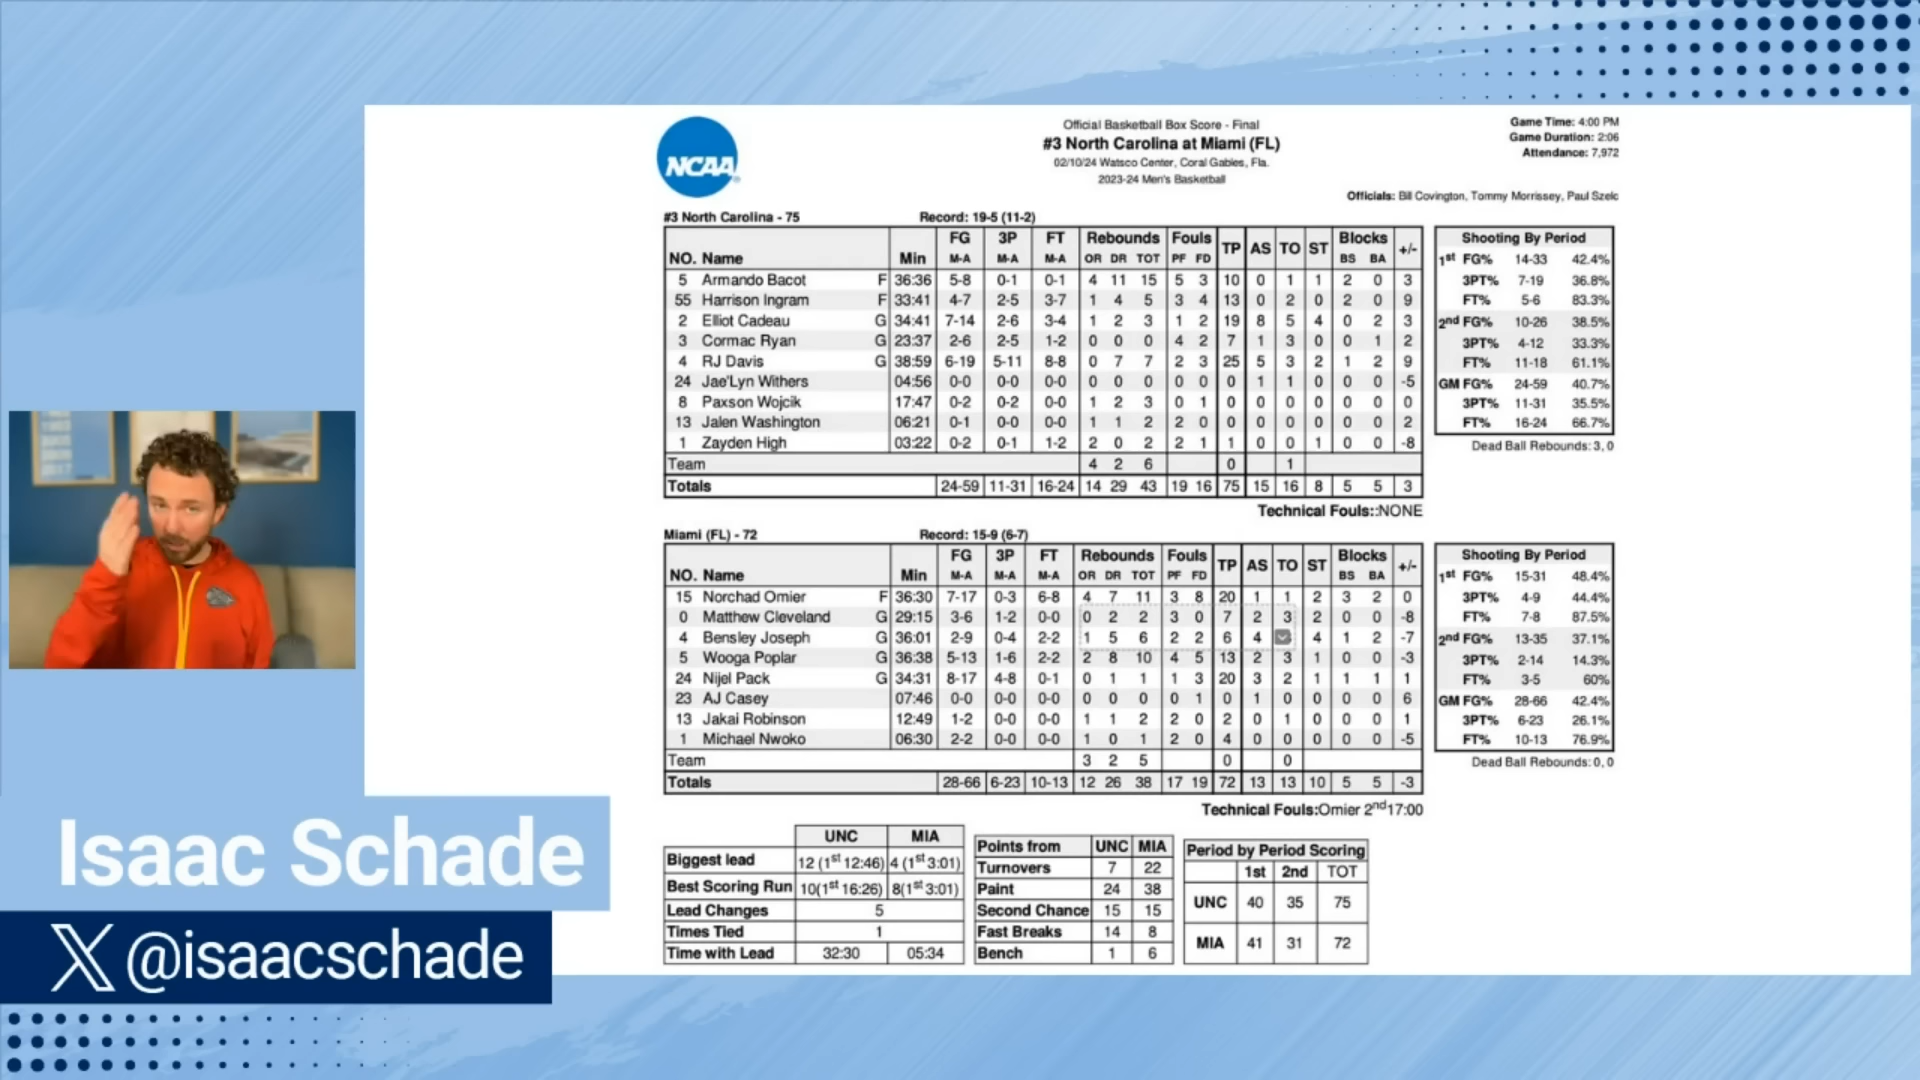 NCAA
Official Basketball Box Score - Final
#3 North Carolina at Miami (FL)
02/10/24 Watsco Center, Coral Gables, Fla.
2023-24 Men's Basketball
Game Time: 4:00 PM
Game Duration: 2:06
Attendance: 7,972
Officials: Bill Covington, Tommy Morrissey, Paul Szelc
#3 North Carolina - 75 Record: 19-5 (11-2)
FG 3P FT Rebounds Fouls TP AS TO ST Blocks +/-
NO. Name Min M-A M-A M-A OR DR TOT PF FD BS BA
5 Armando Bacot F 36:36 5-8 0-1 0-1 4 11 15 5 3 10 0 1 1 2 0 3
55 Harrison Ingram F 33:41 4-7 2-5 3-7 1 4 5 3 4 13 0 2 0 2 0 9
2 Elliot Cadeau G 34:41 7-14 2-6 3-4 1 2 3 1 2 19 8 5 4 0 2 3
3 Cormac Ryan G 23:37 2-6 2-5 1-2 0 0 0 4 2 7 1 3 0 0 1 2
4 RJ Davis G 38:59 6-19 5-11 8-8 0 7 7 2 3 25 5 3 2 1 2 9
24 Jae'Lyn Withers 04:56 0-0 0-0 0-0 0 0 0 0 0 0 1 1 0 0 0 -5
8 Paxson Wojcik 17:47 0-2 0-2 0-0 1 2 3 0 1 0 0 0 0 0 0 0
13 Jalen Washington 06:21 0-1 0-0 0-0 1 1 2 2 0 0 0 0 0 0 0 2
1 Zayden High 03:22 0-2 0-1 1-2 2 0 2 2 1 1 0 0 1 0 0 -8
Team 4 2 6 0 1
Totals 24-59 11-31 16-24 14 29 43 19 16 75 15 16 8 5 5 3
Technical Fouls::NONE
Shooting By Period
1st FG% 14-33 42.4%
3PT% 7-19 36.8%
FT% 5-6 83.3%
2nd FG% 10-26 38.5%
3PT% 4-12 33.3%
FT% 11-18 61.1%
GM FG% 24-59 40.7%
3PT% 11-31 35.5%
FT% 16-24 66.7%
Dead Ball Rebounds: 3, 0
Miami (FL) - 72 Record: 15-9 (6-7)
FG 3P FT Rebounds Fouls TP AS TO ST Blocks +/-
NO. Name Min M-A M-A M-A OR DR TOT PF FD BS BA
15 Norchad Omier F 36:30 7-17 0-3 6-8 4 7 11 3 8 20 1 1 2 3 2 0
0 Matthew Cleveland G 29:15 3-6 1-2 0-0 0 2 2 3 0 7 2 3 2 0 0 -8
4 Bensley Joseph G 36:01 2-9 0-4 2-2 1 5 6 2 2 6 4 4 1 2 -7
5 Wooga Poplar G 36:38 5-13 1-6 2-2 2 8 10 4 5 13 2 3 1 0 0 -3
24 Nijel Pack G 34:31 8-17 4-8 0-1 0 1 1 1 3 20 3 2 1 1 1 1
23 AJ Casey 07:46 0-0 0-0 0-0 0 0 0 0 1 0 1 0 0 0 0 6
13 Jakai Robinson 12:49 1-2 0-0 0-0 1 1 2 2 0 2 0 1 0 0 0 1
1 Michael Nwoko 06:30 2-2 0-0 0-0 1 0 1 2 0 4 0 0 0 0 0 -5
Team 3 2 5 0 0
Totals 28-66 6-23 10-13 12 26 38 17 19 72 13 13 10 5 5 -3
Technical Fouls:Omier 2nd17:00
Shooting By Period
1st FG% 15-31 48.4%
3PT% 4-9 44.4%
FT% 7-8 87.5%
2nd FG% 13-35 37.1%
3PT% 2-14 14.3%
FT% 3-5 60%
GM FG% 28-66 42.4%
3PT% 6-23 26.1%
FT% 10-13 76.9%
Dead Ball Rebounds: 0, 0
UNC MIA
Biggest lead 12 (1st 12:46) 4 (1st 3:01)
Best Scoring Run 10(1st 16:26) 8(1st 3:01)
Lead Changes 5
Times Tied 1
Time with Lead 32:30 05:34
Points from UNC MIA
Turnovers 7 22
Paint 24 38
Second Chance 15 15
Fast Breaks 14 8
Bench 1 6
Period by Period Scoring
1st 2nd TOT
UNC 40 35 75
MIA 41 31 72
Isaac Schade
X @isaacschade